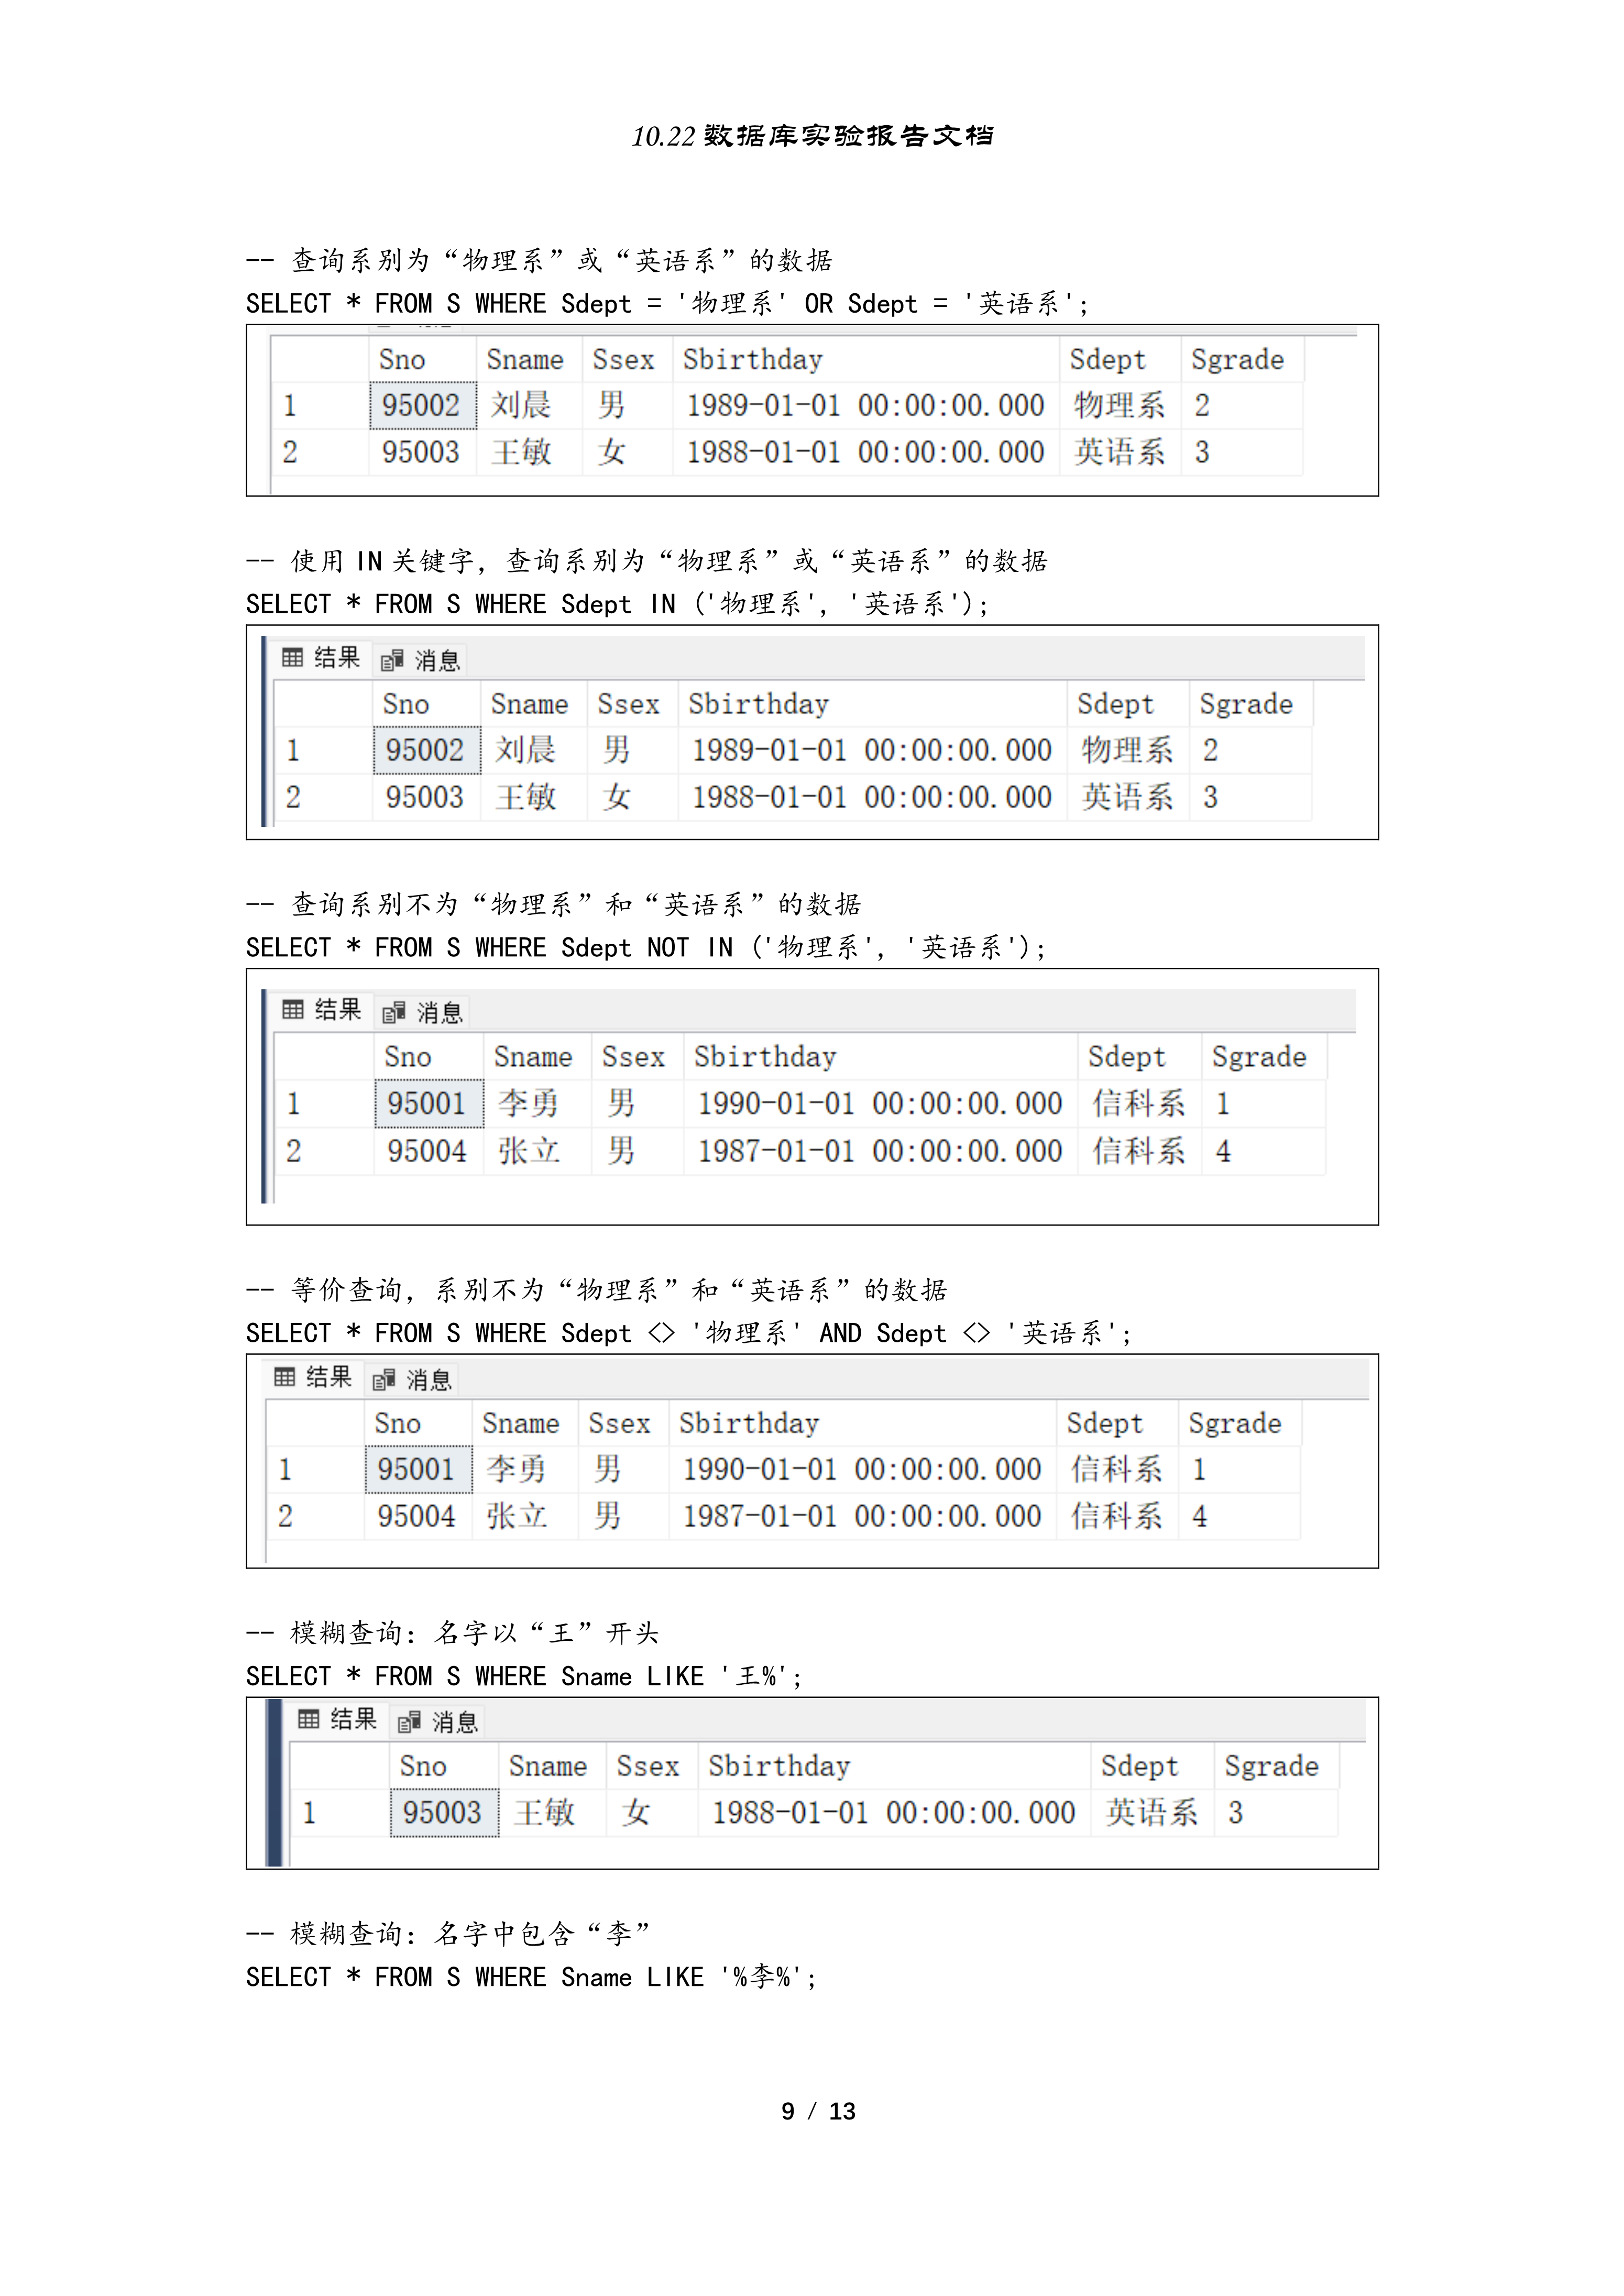 10.22 数据库实验报告文档
-- 查询系别为“物理系”或“英语系”的数据
SELECT * FROM S WHERE Sdept = '物理系' OR Sdept = '英语系';
Sno Sname Ssex Sbirthday Sdept Sgrade
1 95002 刘晨 男 1989-01-01 00:00:00.000 物理系 2
2 95003 王敏 女 1988-01-01 00:00:00.000 英语系 3
-- 使用 IN 关键字，查询系别为“物理系”或“英语系”的数据
SELECT * FROM S WHERE Sdept IN ('物理系', '英语系');
结果 消息
Sno Sname Ssex Sbirthday Sdept Sgrade
1 95002 刘晨 男 1989-01-01 00:00:00.000 物理系 2
2 95003 王敏 女 1988-01-01 00:00:00.000 英语系 3
-- 查询系别不为“物理系”和“英语系”的数据
SELECT * FROM S WHERE Sdept NOT IN ('物理系', '英语系');
结果 消息
Sno Sname Ssex Sbirthday Sdept Sgrade
1 95001 李勇 男 1990-01-01 00:00:00.000 信科系 1
2 95004 张立 男 1987-01-01 00:00:00.000 信科系 4
-- 等价查询，系别不为“物理系”和“英语系”的数据
SELECT * FROM S WHERE Sdept <> '物理系' AND Sdept <> '英语系';
结果 消息
Sno Sname Ssex Sbirthday Sdept Sgrade
1 95001 李勇 男 1990-01-01 00:00:00.000 信科系 1
2 95004 张立 男 1987-01-01 00:00:00.000 信科系 4
-- 模糊查询：名字以“王”开头
SELECT * FROM S WHERE Sname LIKE '王%';
结果 消息
Sno Sname Ssex Sbirthday Sdept Sgrade
1 95003 王敏 女 1988-01-01 00:00:00.000 英语系 3
-- 模糊查询：名字中包含“李”
SELECT * FROM S WHERE Sname LIKE '%李%';
9 / 13